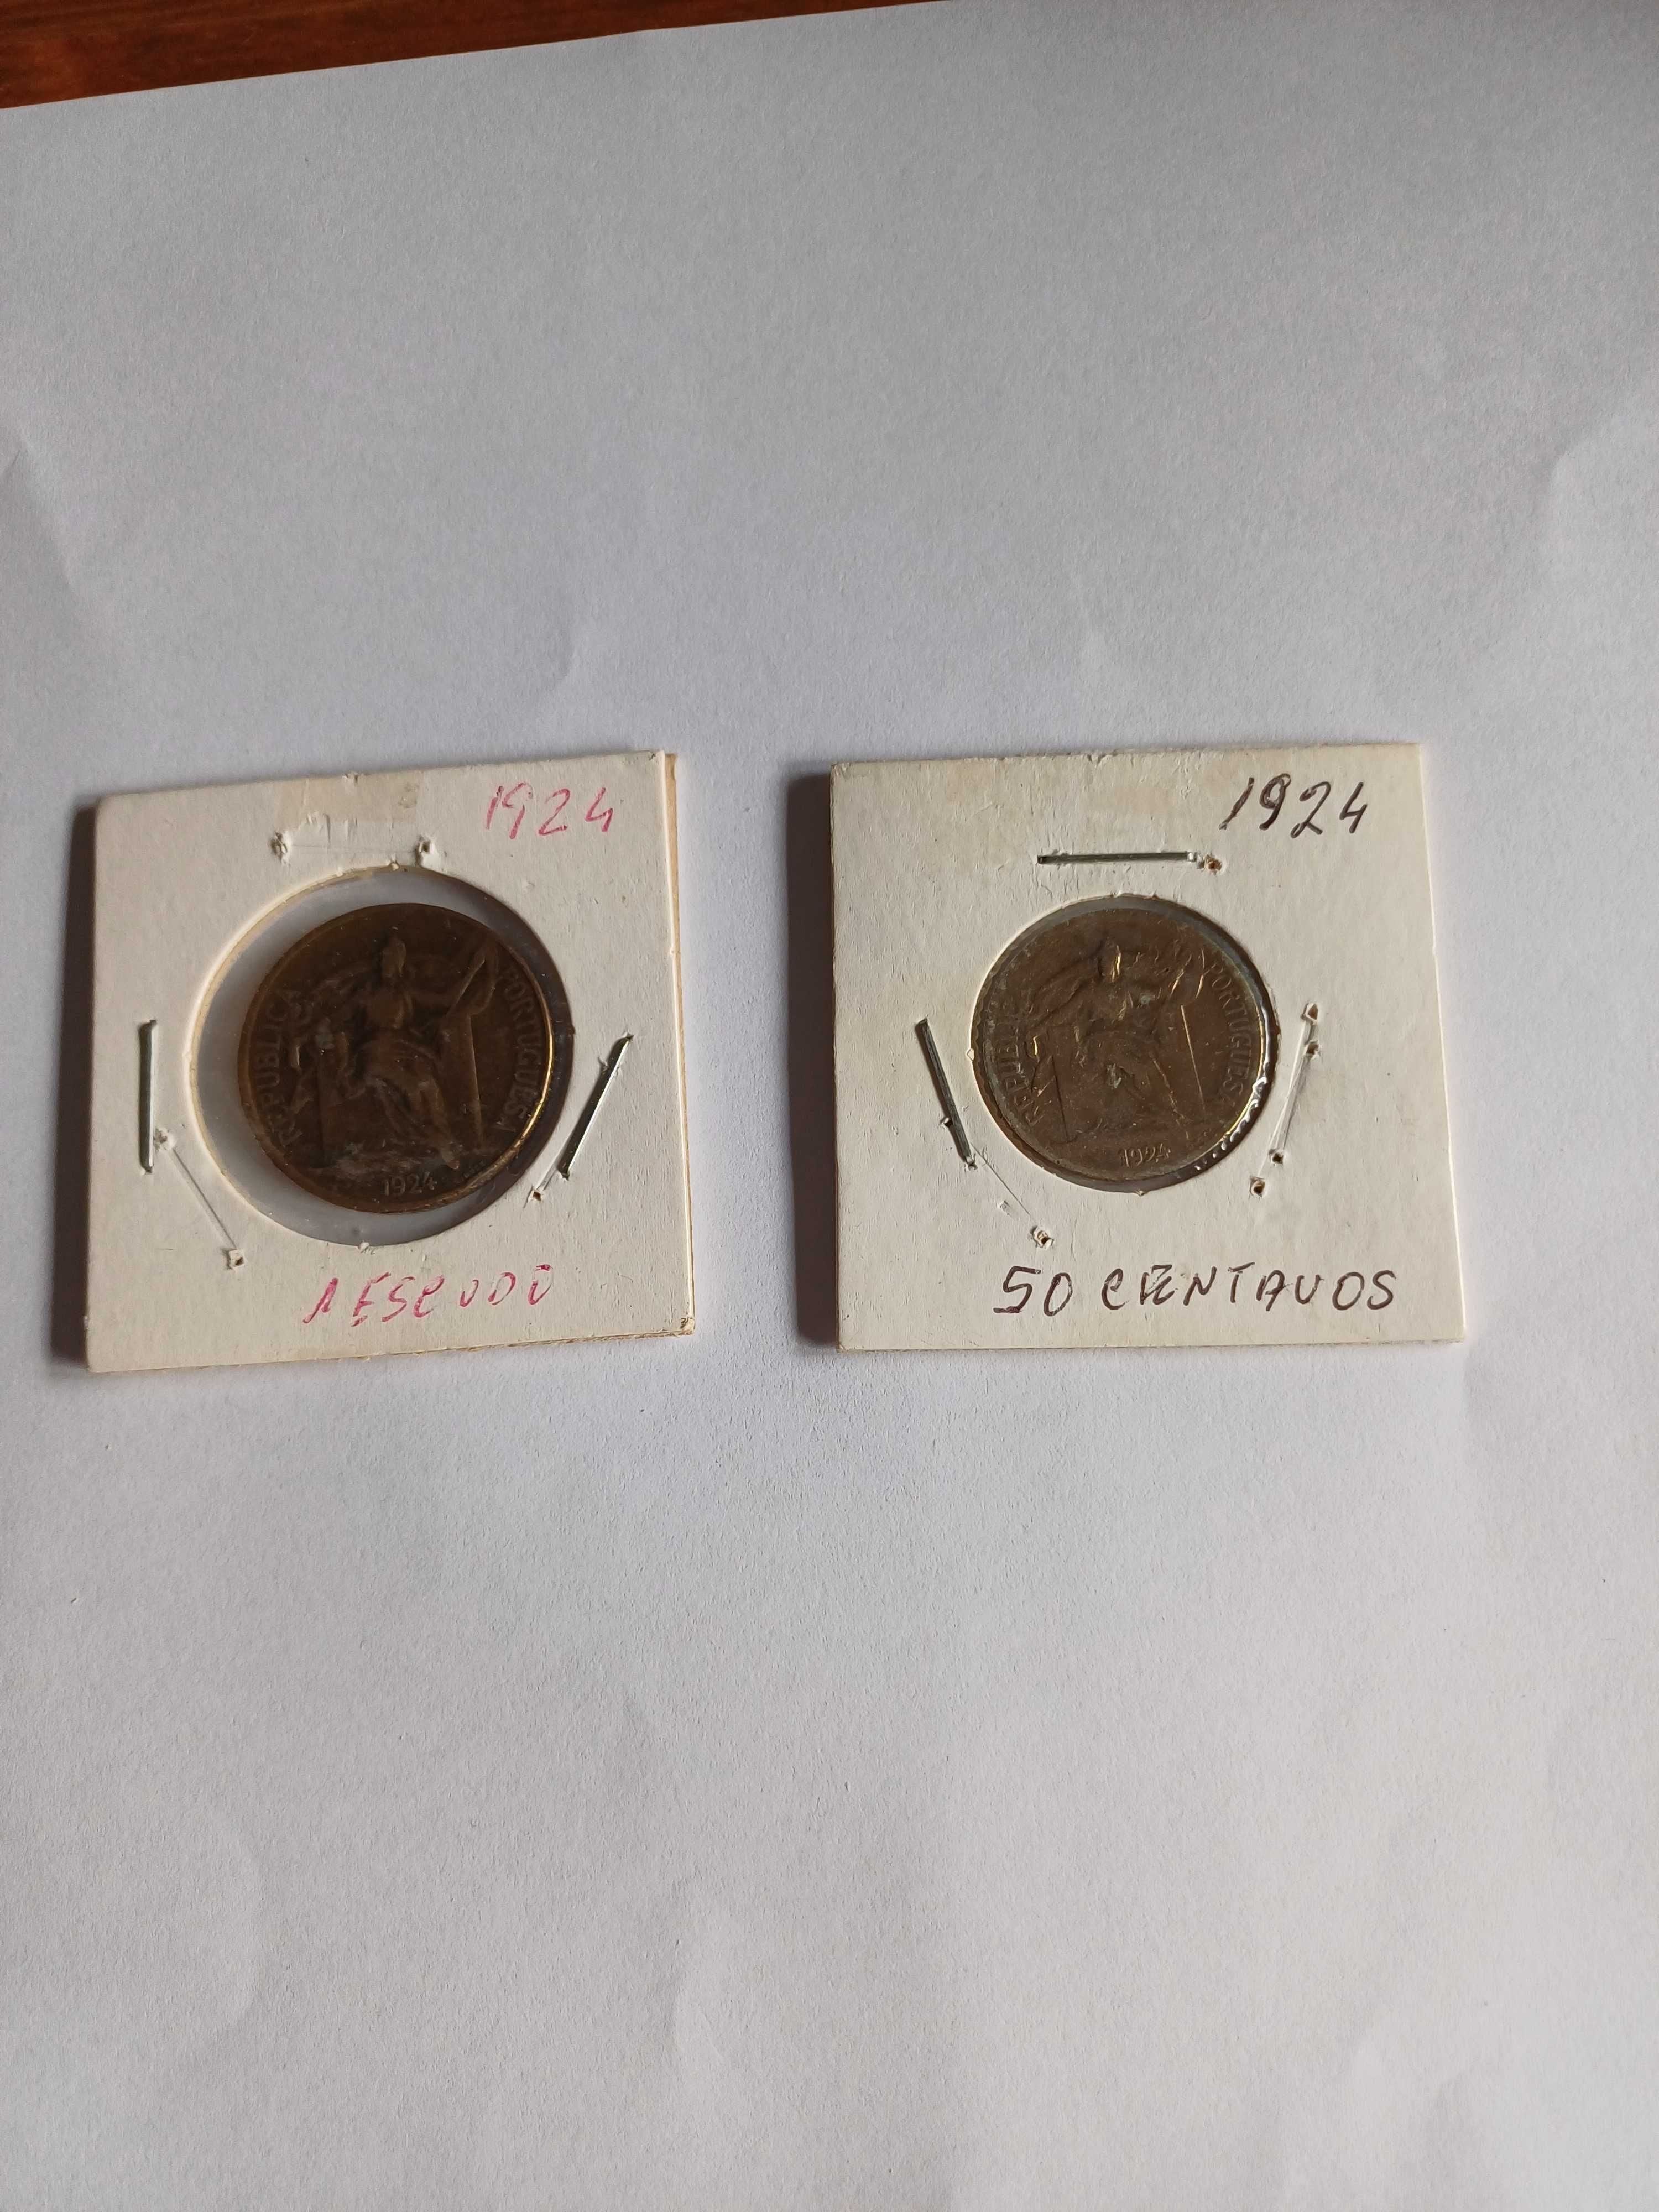 1924
REPUBLICA PORTUGUESA
1924
1 ESCUDO
1924
REPUBLICA PORTUGUESA
1924
50 CENTAVOS